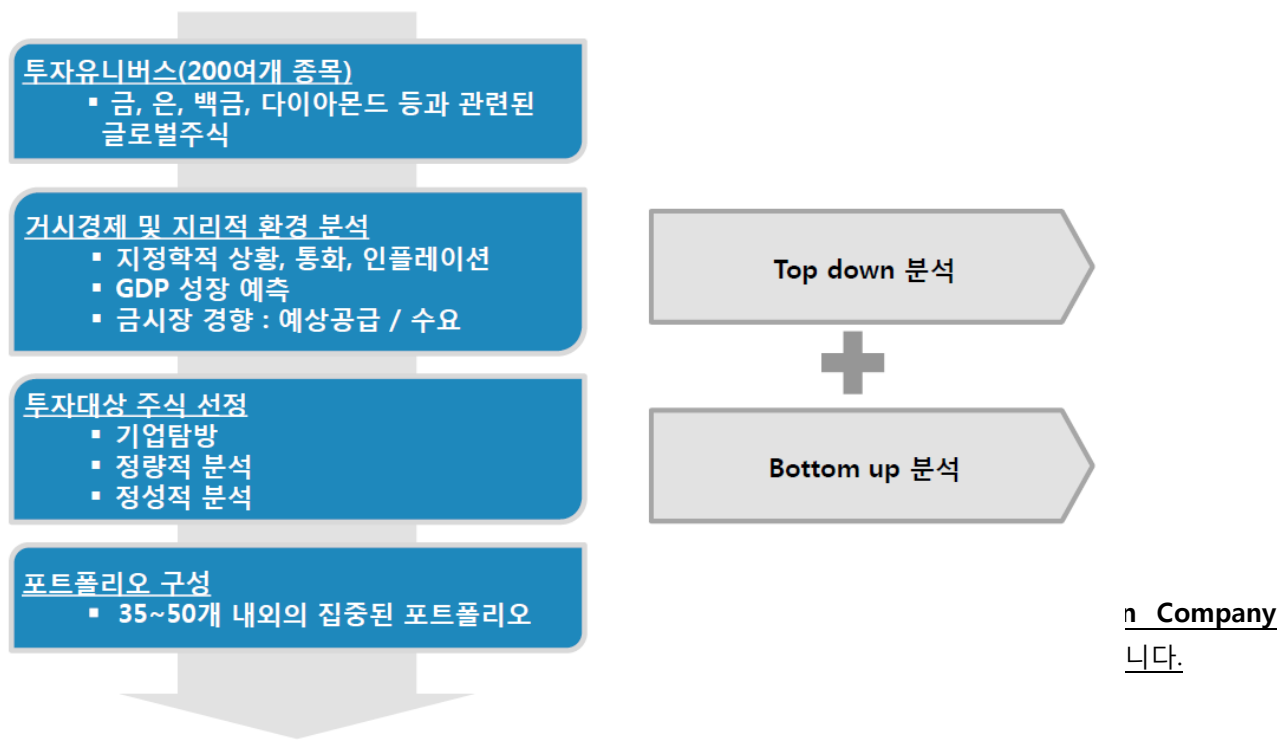 투자유니버스(200여개 종목)
▪ 금, 은, 백금, 다이아몬드 등과 관련된
글로벌주식
거시경제 및 지리적 환경 분석
▪ 지정학적 상황, 통화, 인플레이션
▪ GDP 성장 예측
▪ 금시장 경향 : 예상공급 / 수요
Top down 분석
투자대상 주식 선정
▪ 기업탐방
▪ 정량적 분석
▪ 정성적 분석
Bottom up 분석
포트폴리오 구성
▪ 35~50개 내외의 집중된 포트폴리오
n Company
니다.